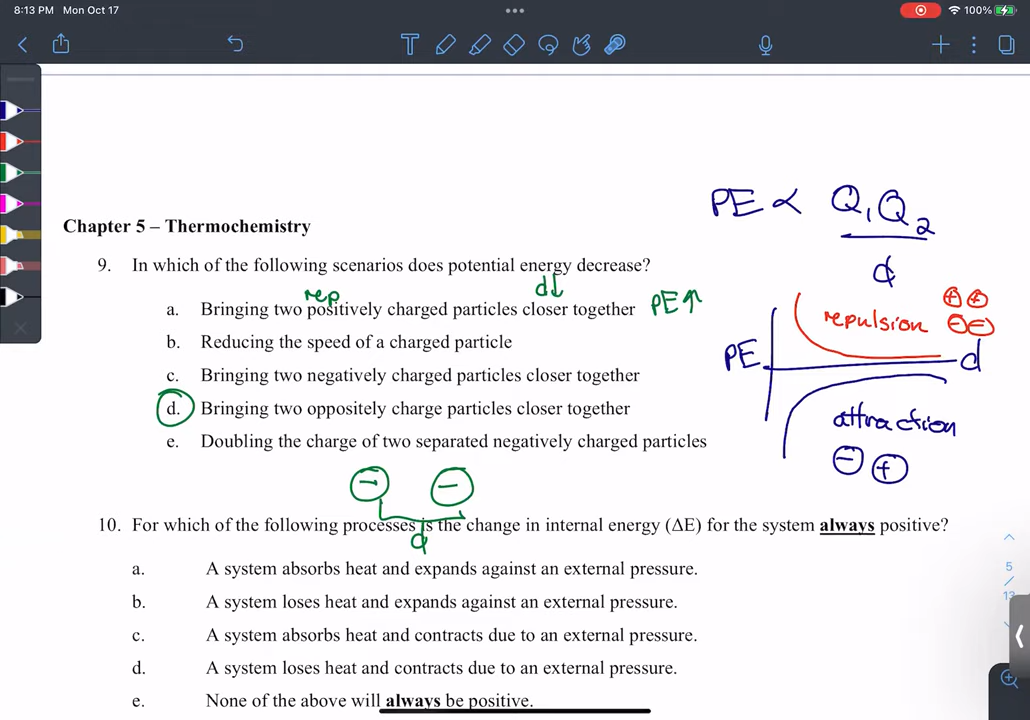 8:13 PM Mon Oct 17
100%
PE ∝ Q₁Q₂
d
Chapter 5 – Thermochemistry
9. In which of the following scenarios does potential energy decrease?
rep d↓
a. Bringing two positively charged particles closer together PE↑
b. Reducing the speed of a charged particle
c. Bringing two negatively charged particles closer together
d. Bringing two oppositely charge particles closer together
e. Doubling the charge of two separated negatively charged particles
+ +
repulsion − −
PE d
attraction
− +
− −
d
10. For which of the following processes is the change in internal energy (ΔE) for the system always positive?
a. A system absorbs heat and expands against an external pressure.
b. A system loses heat and expands against an external pressure.
c. A system absorbs heat and contracts due to an external pressure.
d. A system loses heat and contracts due to an external pressure.
e. None of the above will always be positive.
5
/
13